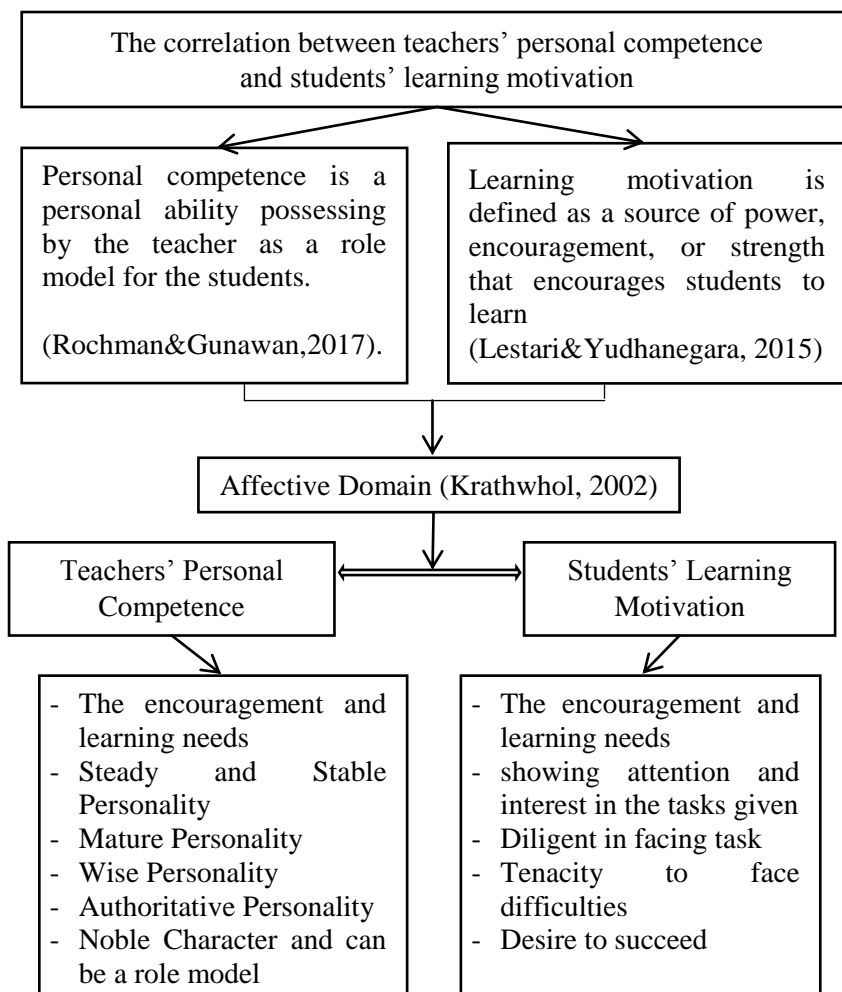 The correlation between teachers’ personal competence
and students’ learning motivation
Personal competence is a
personal ability possessing
by the teacher as a role
model for the students.
(Rochman&Gunawan,2017).
Learning motivation is
defined as a source of power,
encouragement, or strength
that encourages students to
learn
(Lestari&Yudhanegara, 2015)
Affective Domain (Krathwhol, 2002)
Teachers’ Personal
Competence
Students’ Learning
Motivation
- The encouragement and
learning needs
- Steady and Stable
Personality
- Mature Personality
- Wise Personality
- Authoritative Personality
- Noble Character and can
be a role model
- The encouragement and
learning needs
- showing attention and
interest in the tasks given
- Diligent in facing task
- Tenacity to face
difficulties
- Desire to succeed